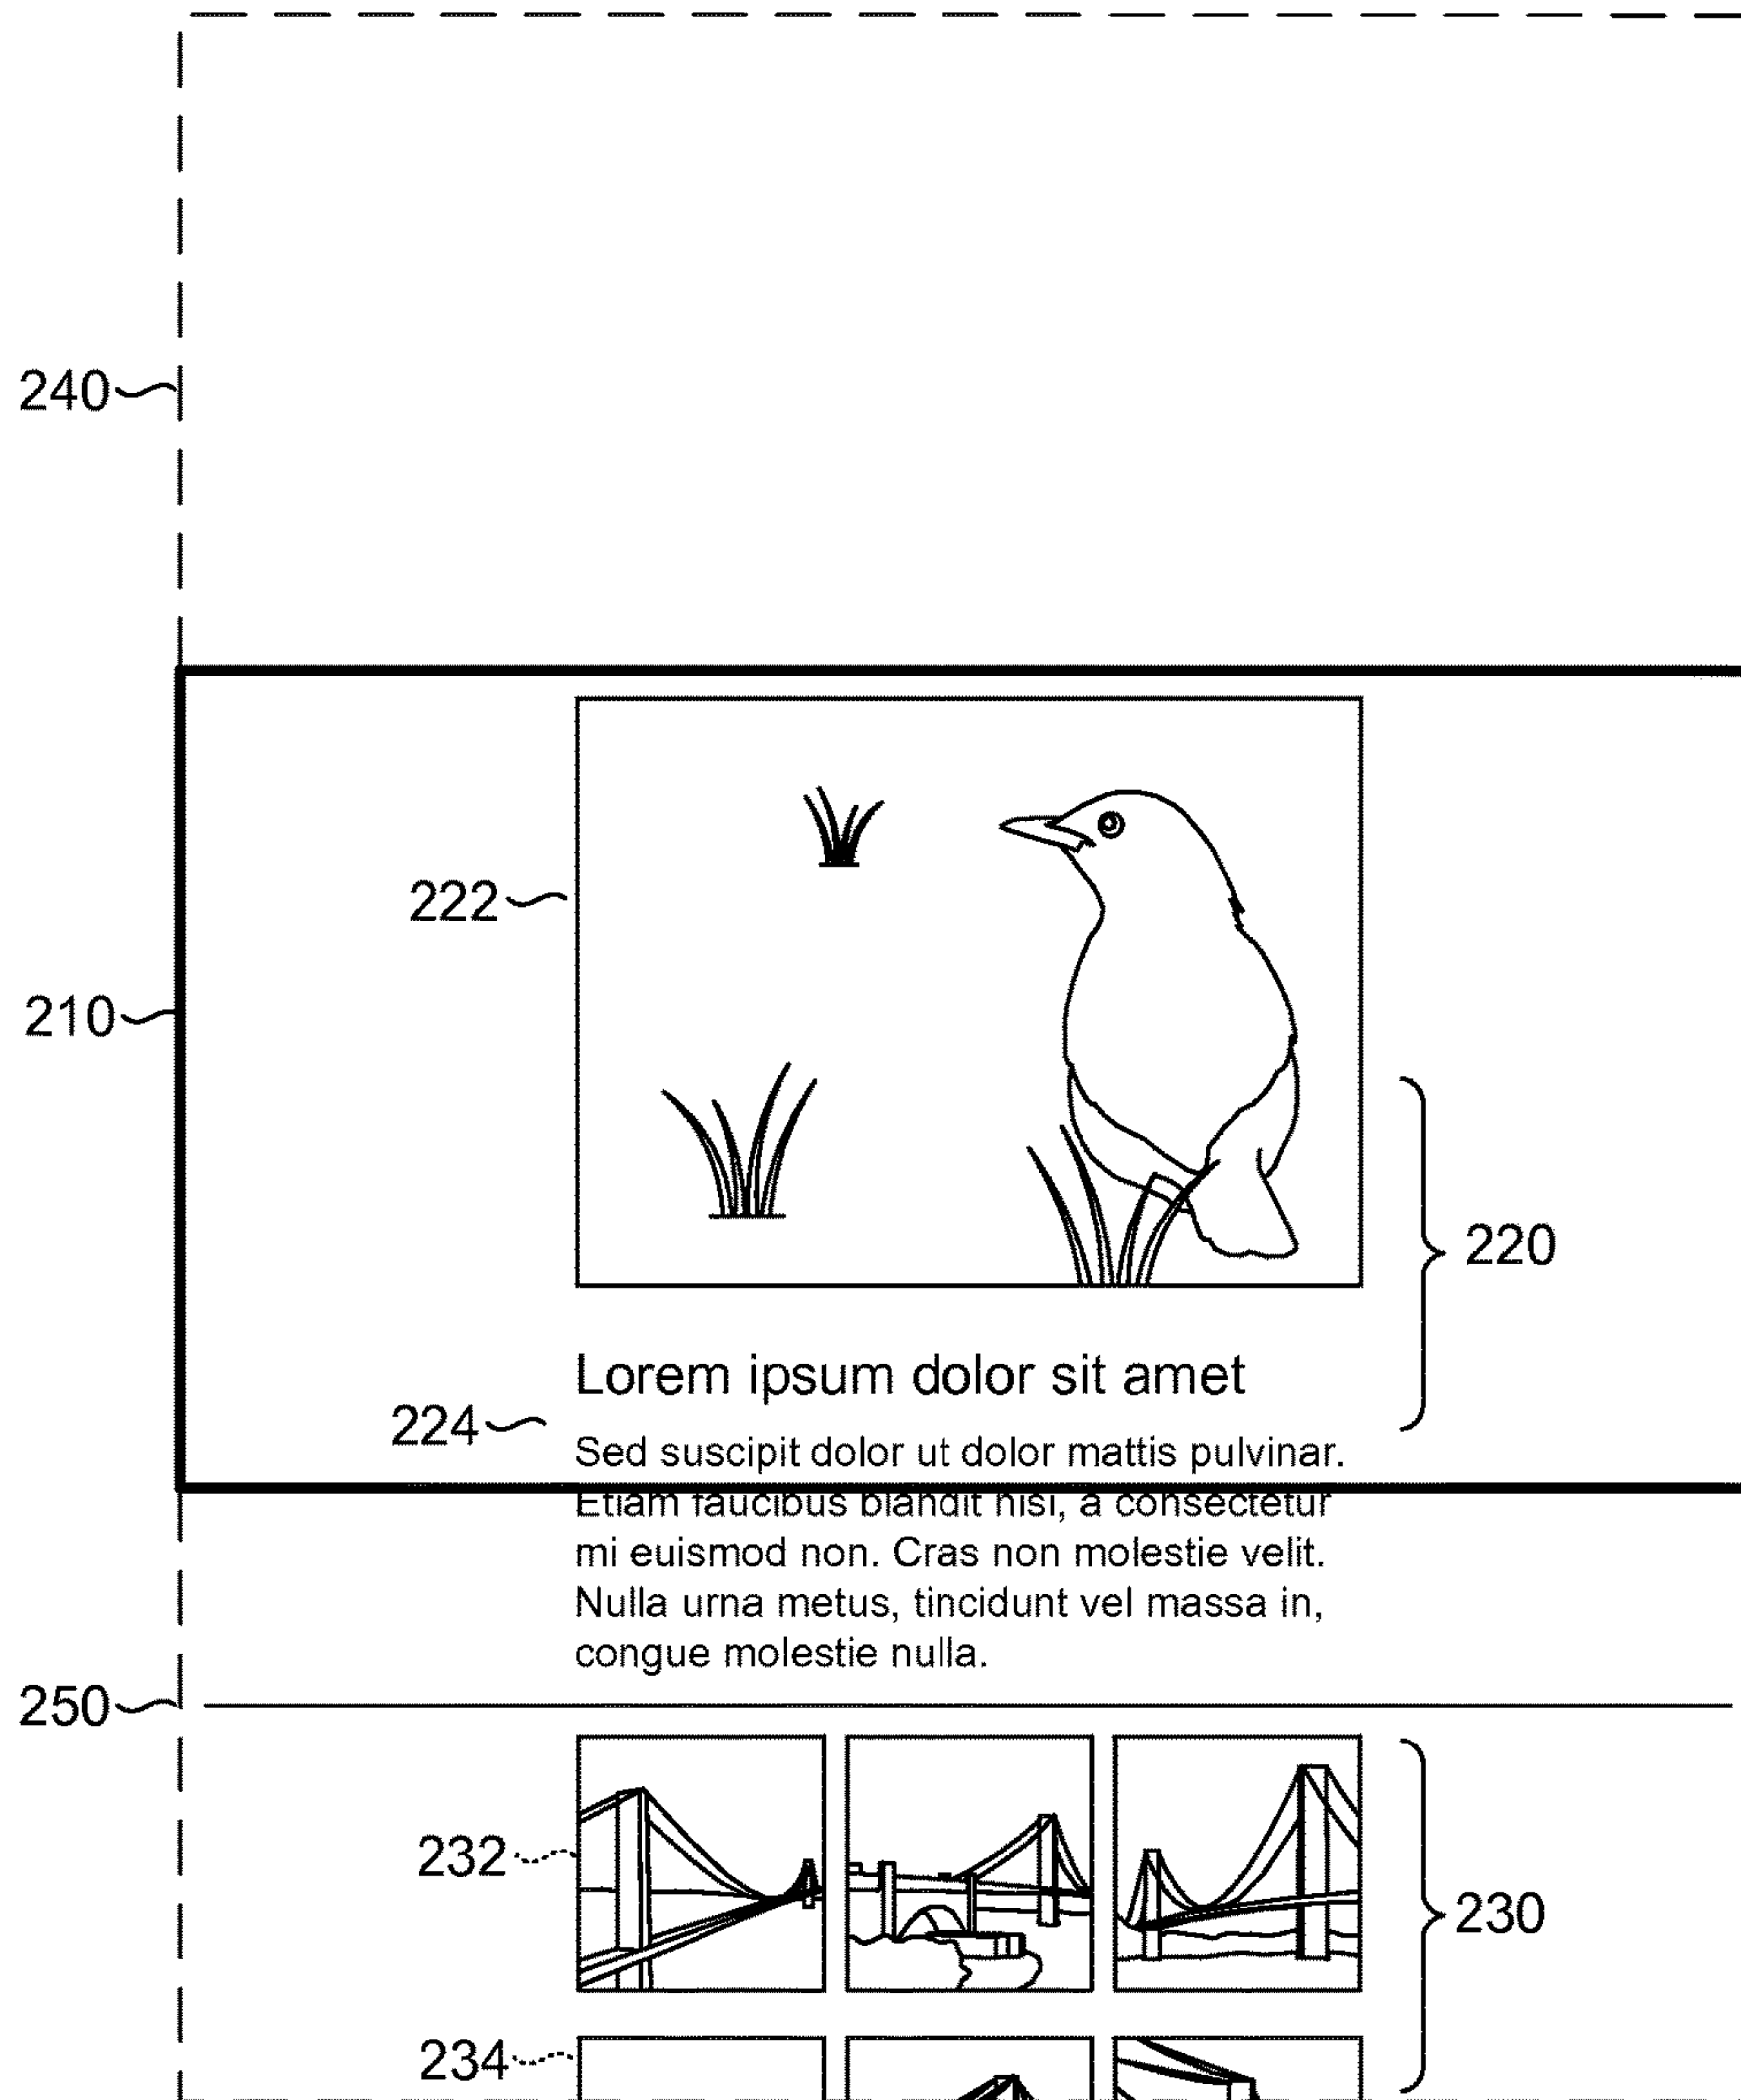 240
222
210
220
Lorem ipsum dolor sit amet
224
Sed suscipit dolor ut dolor mattis pulvinar.
Etiam faucibus blandit nisi, a consectetur
mi euismod non. Cras non molestie velit.
Nulla urna metus, tincidunt vel massa in,
congue molestie nulla.
250
232
230
234